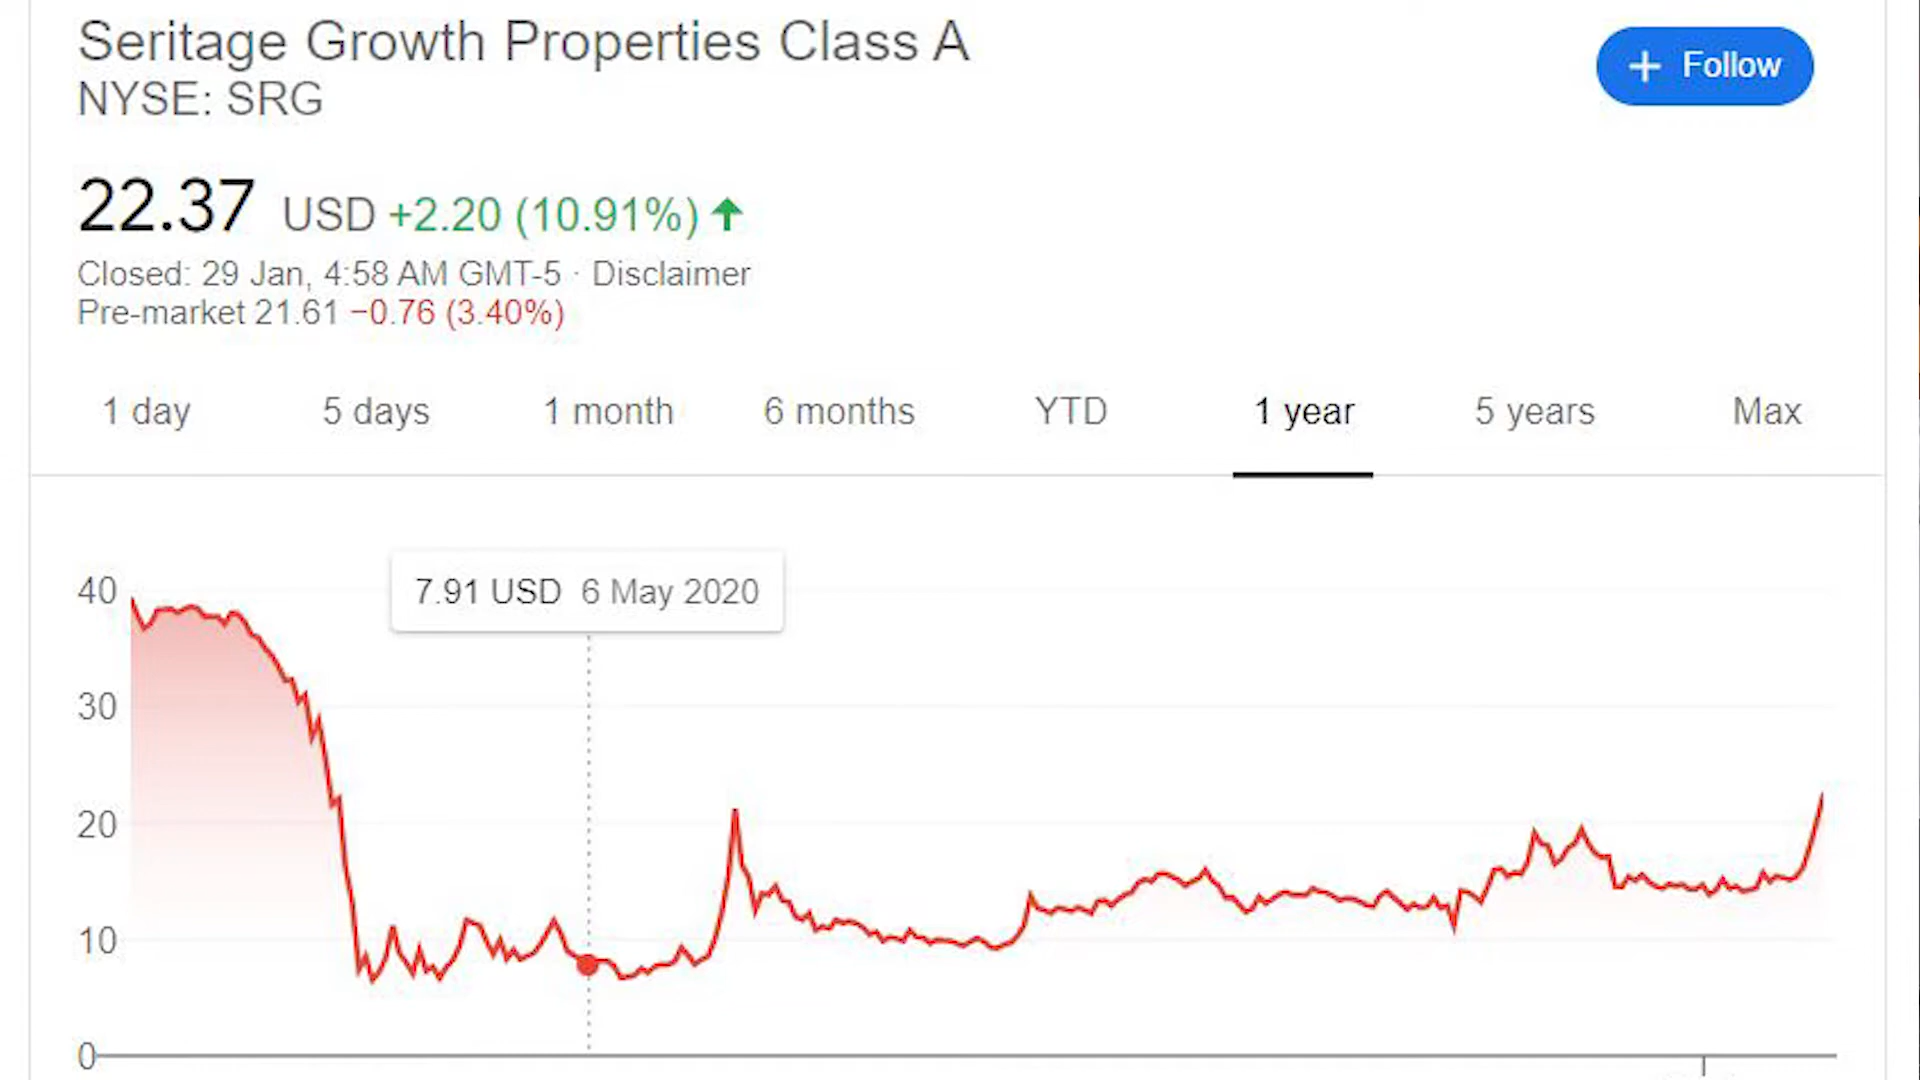 Seritage Growth Properties Class A
NYSE: SRG
+ Follow
22.37 USD +2.20 (10.91%)
Closed: 29 Jan, 4:58 AM GMT-5 · Disclaimer
Pre-market 21.61 −0.76 (3.40%)
1 day 5 days 1 month 6 months YTD 1 year 5 years Max
7.91 USD 6 May 2020
40
30
20
10
0